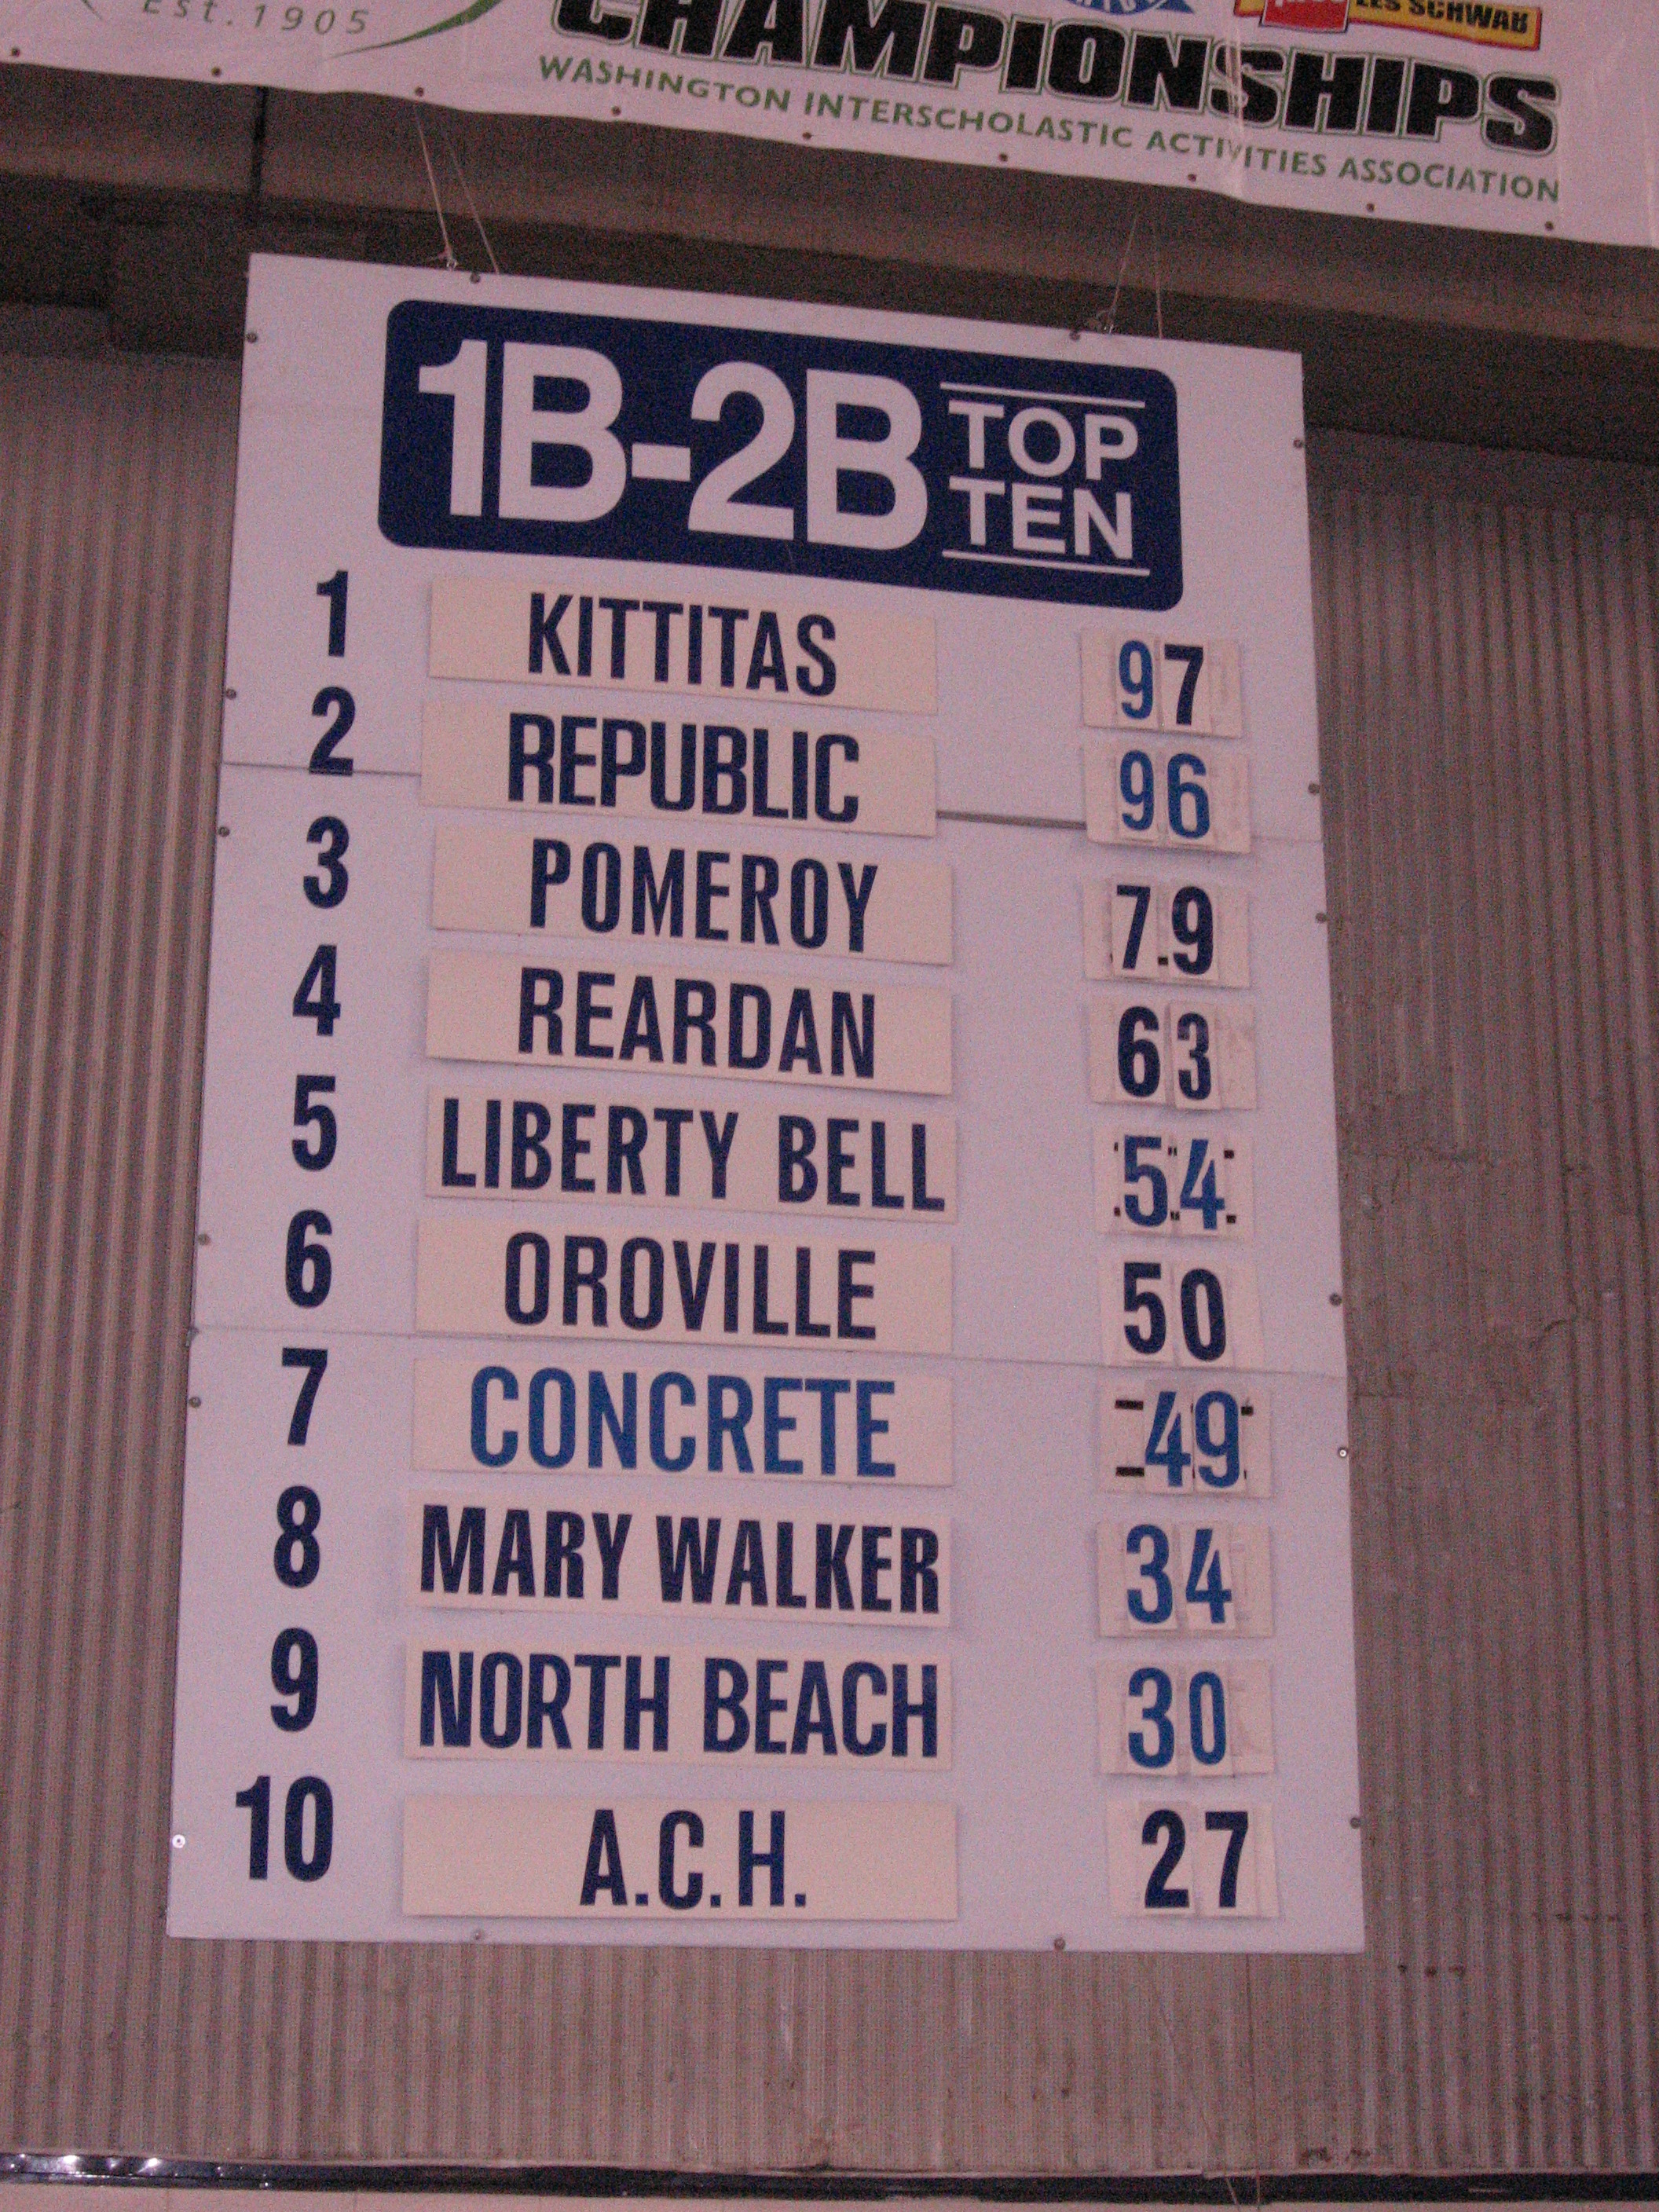 Est. 1905
LES SCHWAB
CHAMPIONSHIPS
WASHINGTON INTERSCHOLASTIC ACTIVITIES ASSOCIATION
1B-2B TOP TEN
1 KITTITAS 97
2 REPUBLIC 96
3 POMEROY 79
4 REARDAN 63
5 LIBERTY BELL 54
6 OROVILLE 50
7 CONCRETE 49
8 MARY WALKER 34
9 NORTH BEACH 30
10 A.C.H. 27